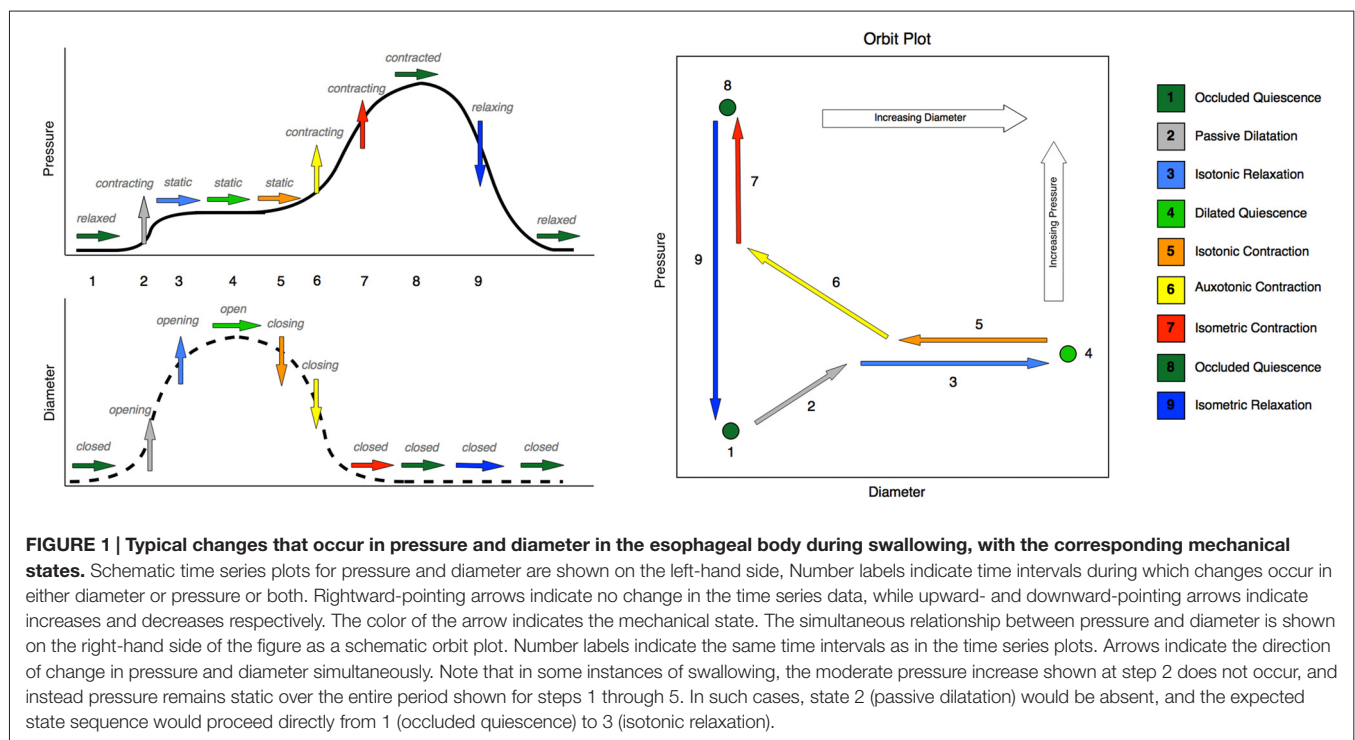 contracted
contracting
relaxing
contracting
contracting static static static
relaxed relaxed
Pressure
1 2 3 4 5 6 7 8 9
open
opening closing
closing
opening
closed closed closed closed closed
Diameter
Orbit Plot
8
Increasing Diameter
7
Increasing Pressure
9
6
5
4
3
2
1
Pressure
Diameter
1 Occluded Quiescence
2 Passive Dilatation
3 Isotonic Relaxation
4 Dilated Quiescence
5 Isotonic Contraction
6 Auxotonic Contraction
7 Isometric Contraction
8 Occluded Quiescence
9 Isometric Relaxation
FIGURE 1 | Typical changes that occur in pressure and diameter in the esophageal body during swallowing, with the corresponding mechanical
states. Schematic time series plots for pressure and diameter are shown on the left-hand side, Number labels indicate time intervals during which changes occur in
either diameter or pressure or both. Rightward-pointing arrows indicate no change in the time series data, while upward- and downward-pointing arrows indicate
increases and decreases respectively. The color of the arrow indicates the mechanical state. The simultaneous relationship between pressure and diameter is shown
on the right-hand side of the figure as a schematic orbit plot. Number labels indicate the same time intervals as in the time series plots. Arrows indicate the direction
of change in pressure and diameter simultaneously. Note that in some instances of swallowing, the moderate pressure increase shown at step 2 does not occur, and
instead pressure remains static over the entire period shown for steps 1 through 5. In such cases, state 2 (passive dilatation) would be absent, and the expected
state sequence would proceed directly from 1 (occluded quiescence) to 3 (isotonic relaxation).